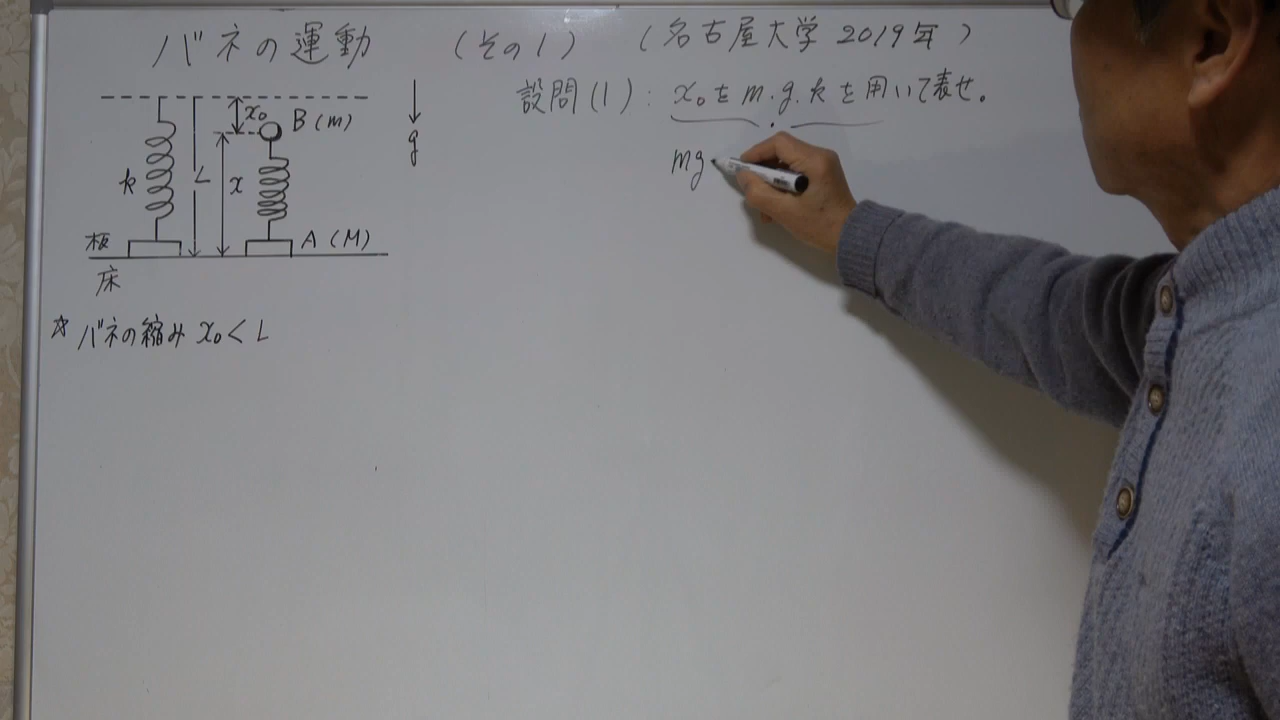 バネの運動 (その1) (名古屋大学 2019年)
設問(1): x₀をm.g.kを用いて表せ。
mg
x₀
B(m)
g
k
L
x
板
A(M)
床
☆バネの縮み x₀<L